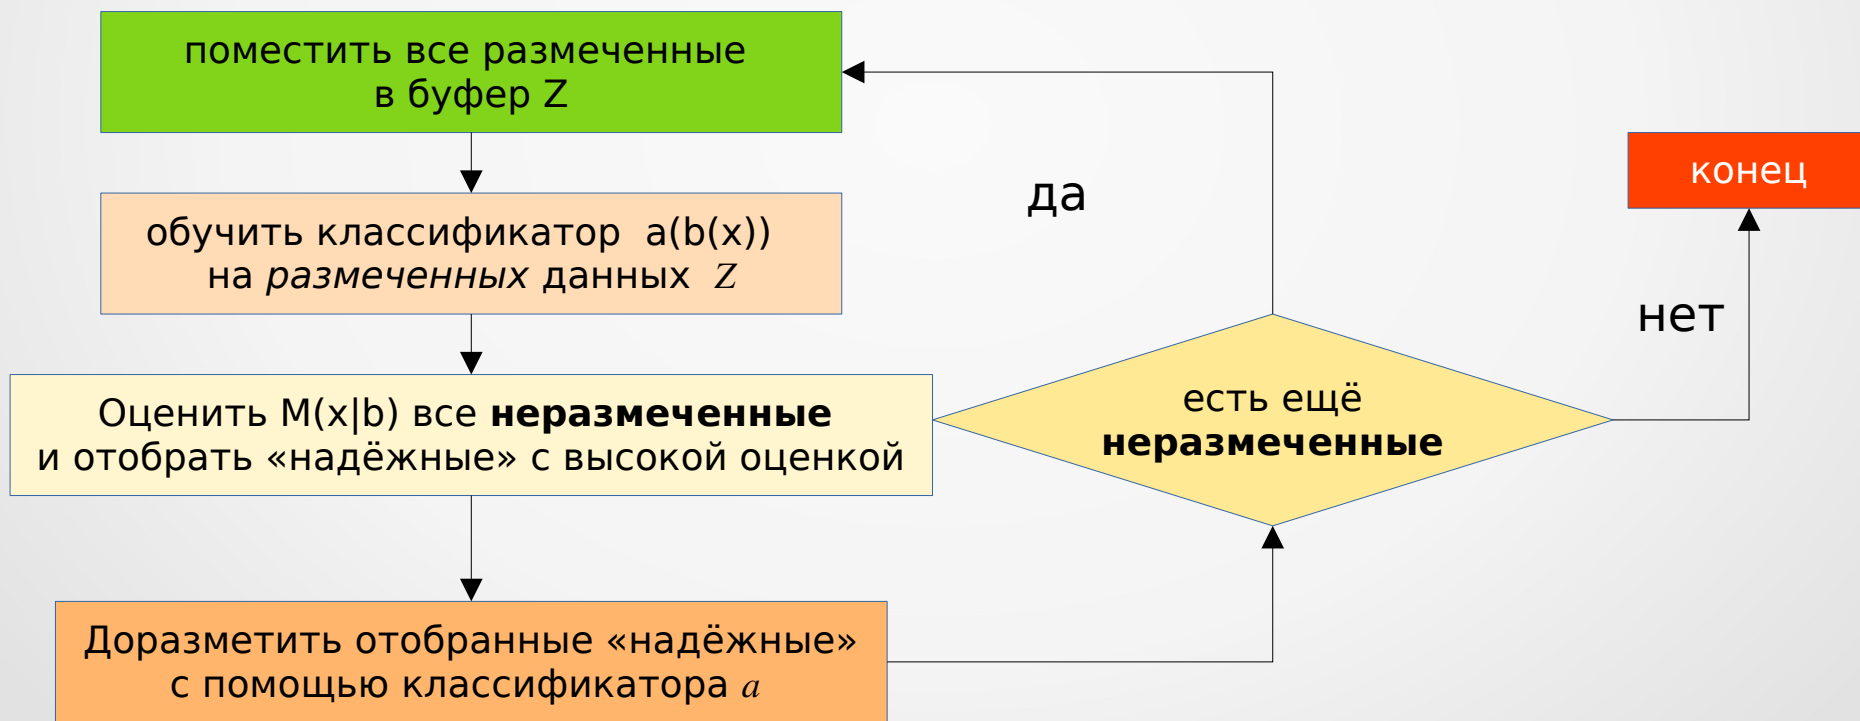 поместить все размеченные
в буфер Z
обучить классификатор a(b(x))
на размеченных данных Z
Оценить M(x|b) все неразмеченные
и отобрать «надёжные» с высокой оценкой
Доразметить отобранные «надёжные»
с помощью классификатора a
есть ещё
неразмеченные
да
нет
конец